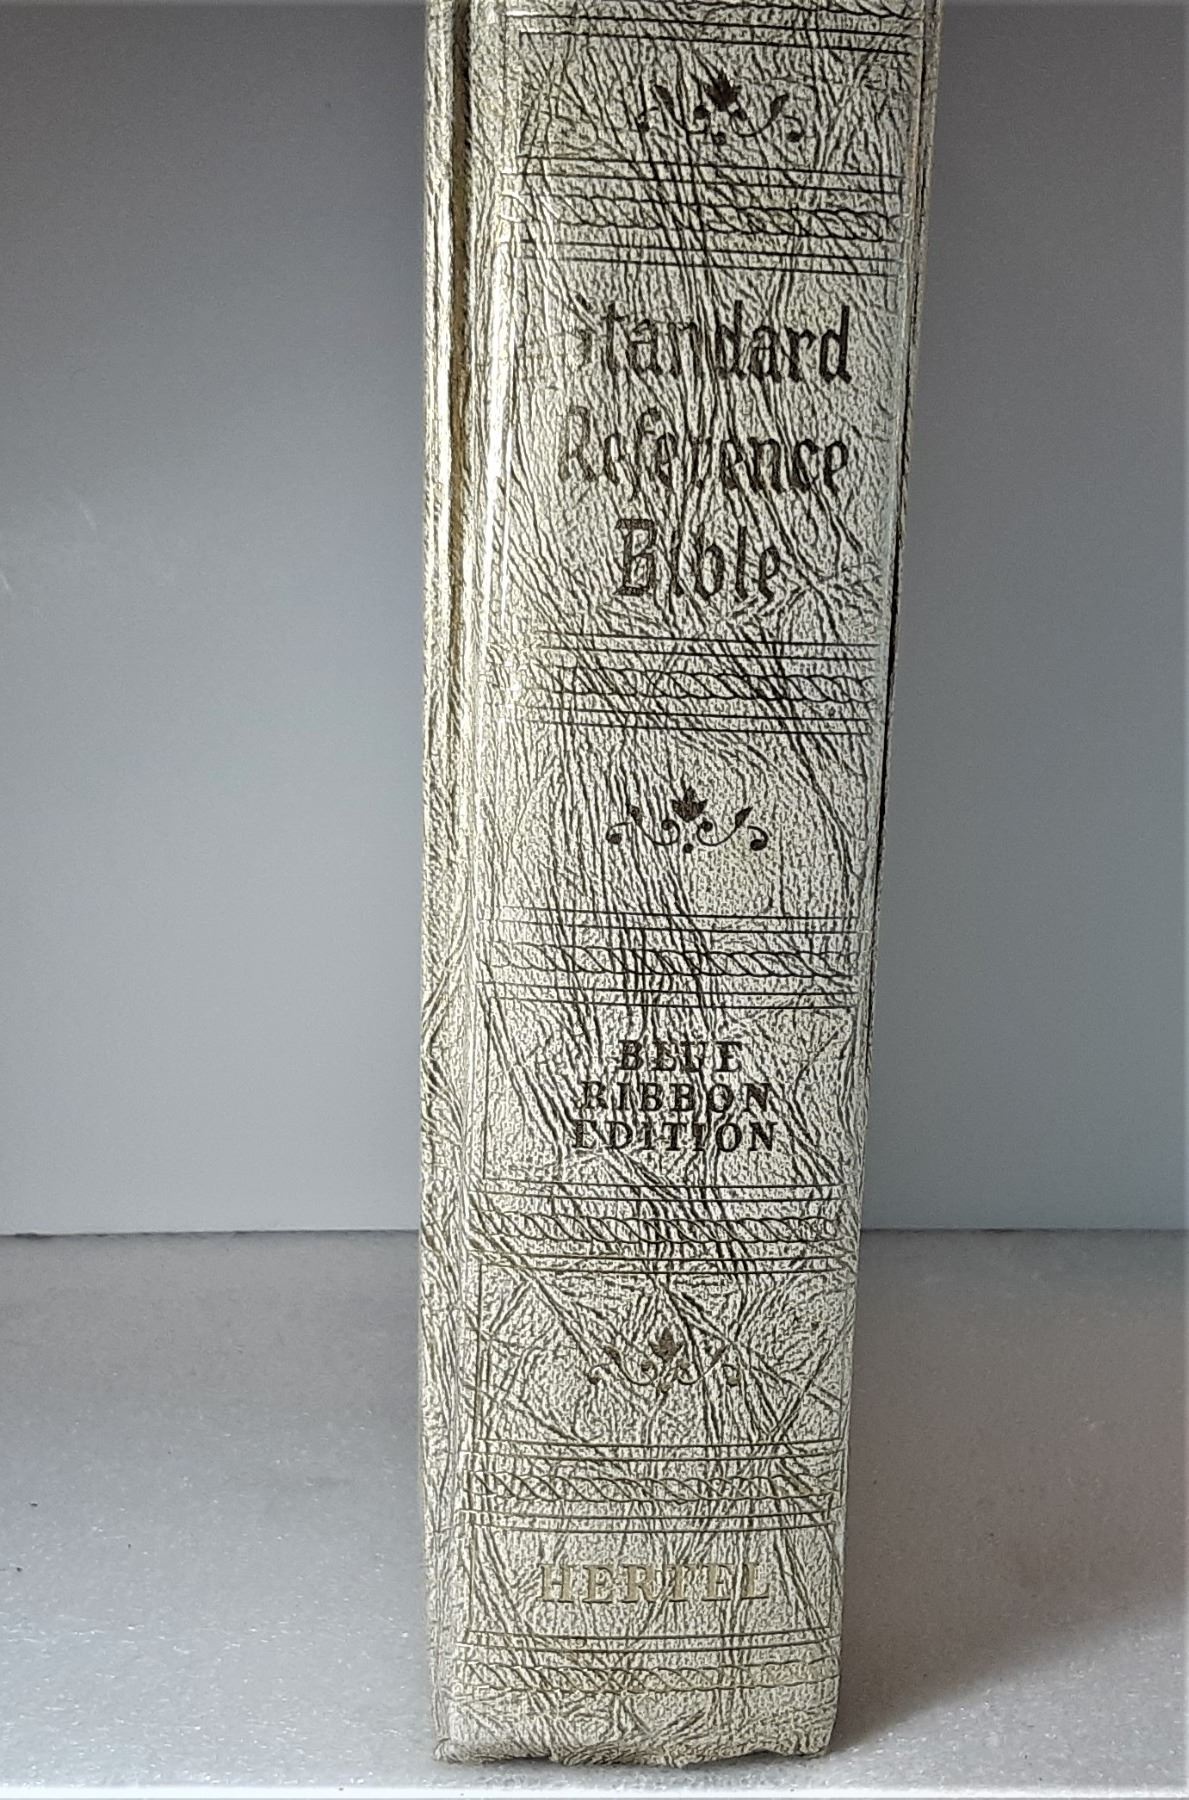 Standard
Reference
Bible
BLUE
RIBBON
EDITION
HERTEL